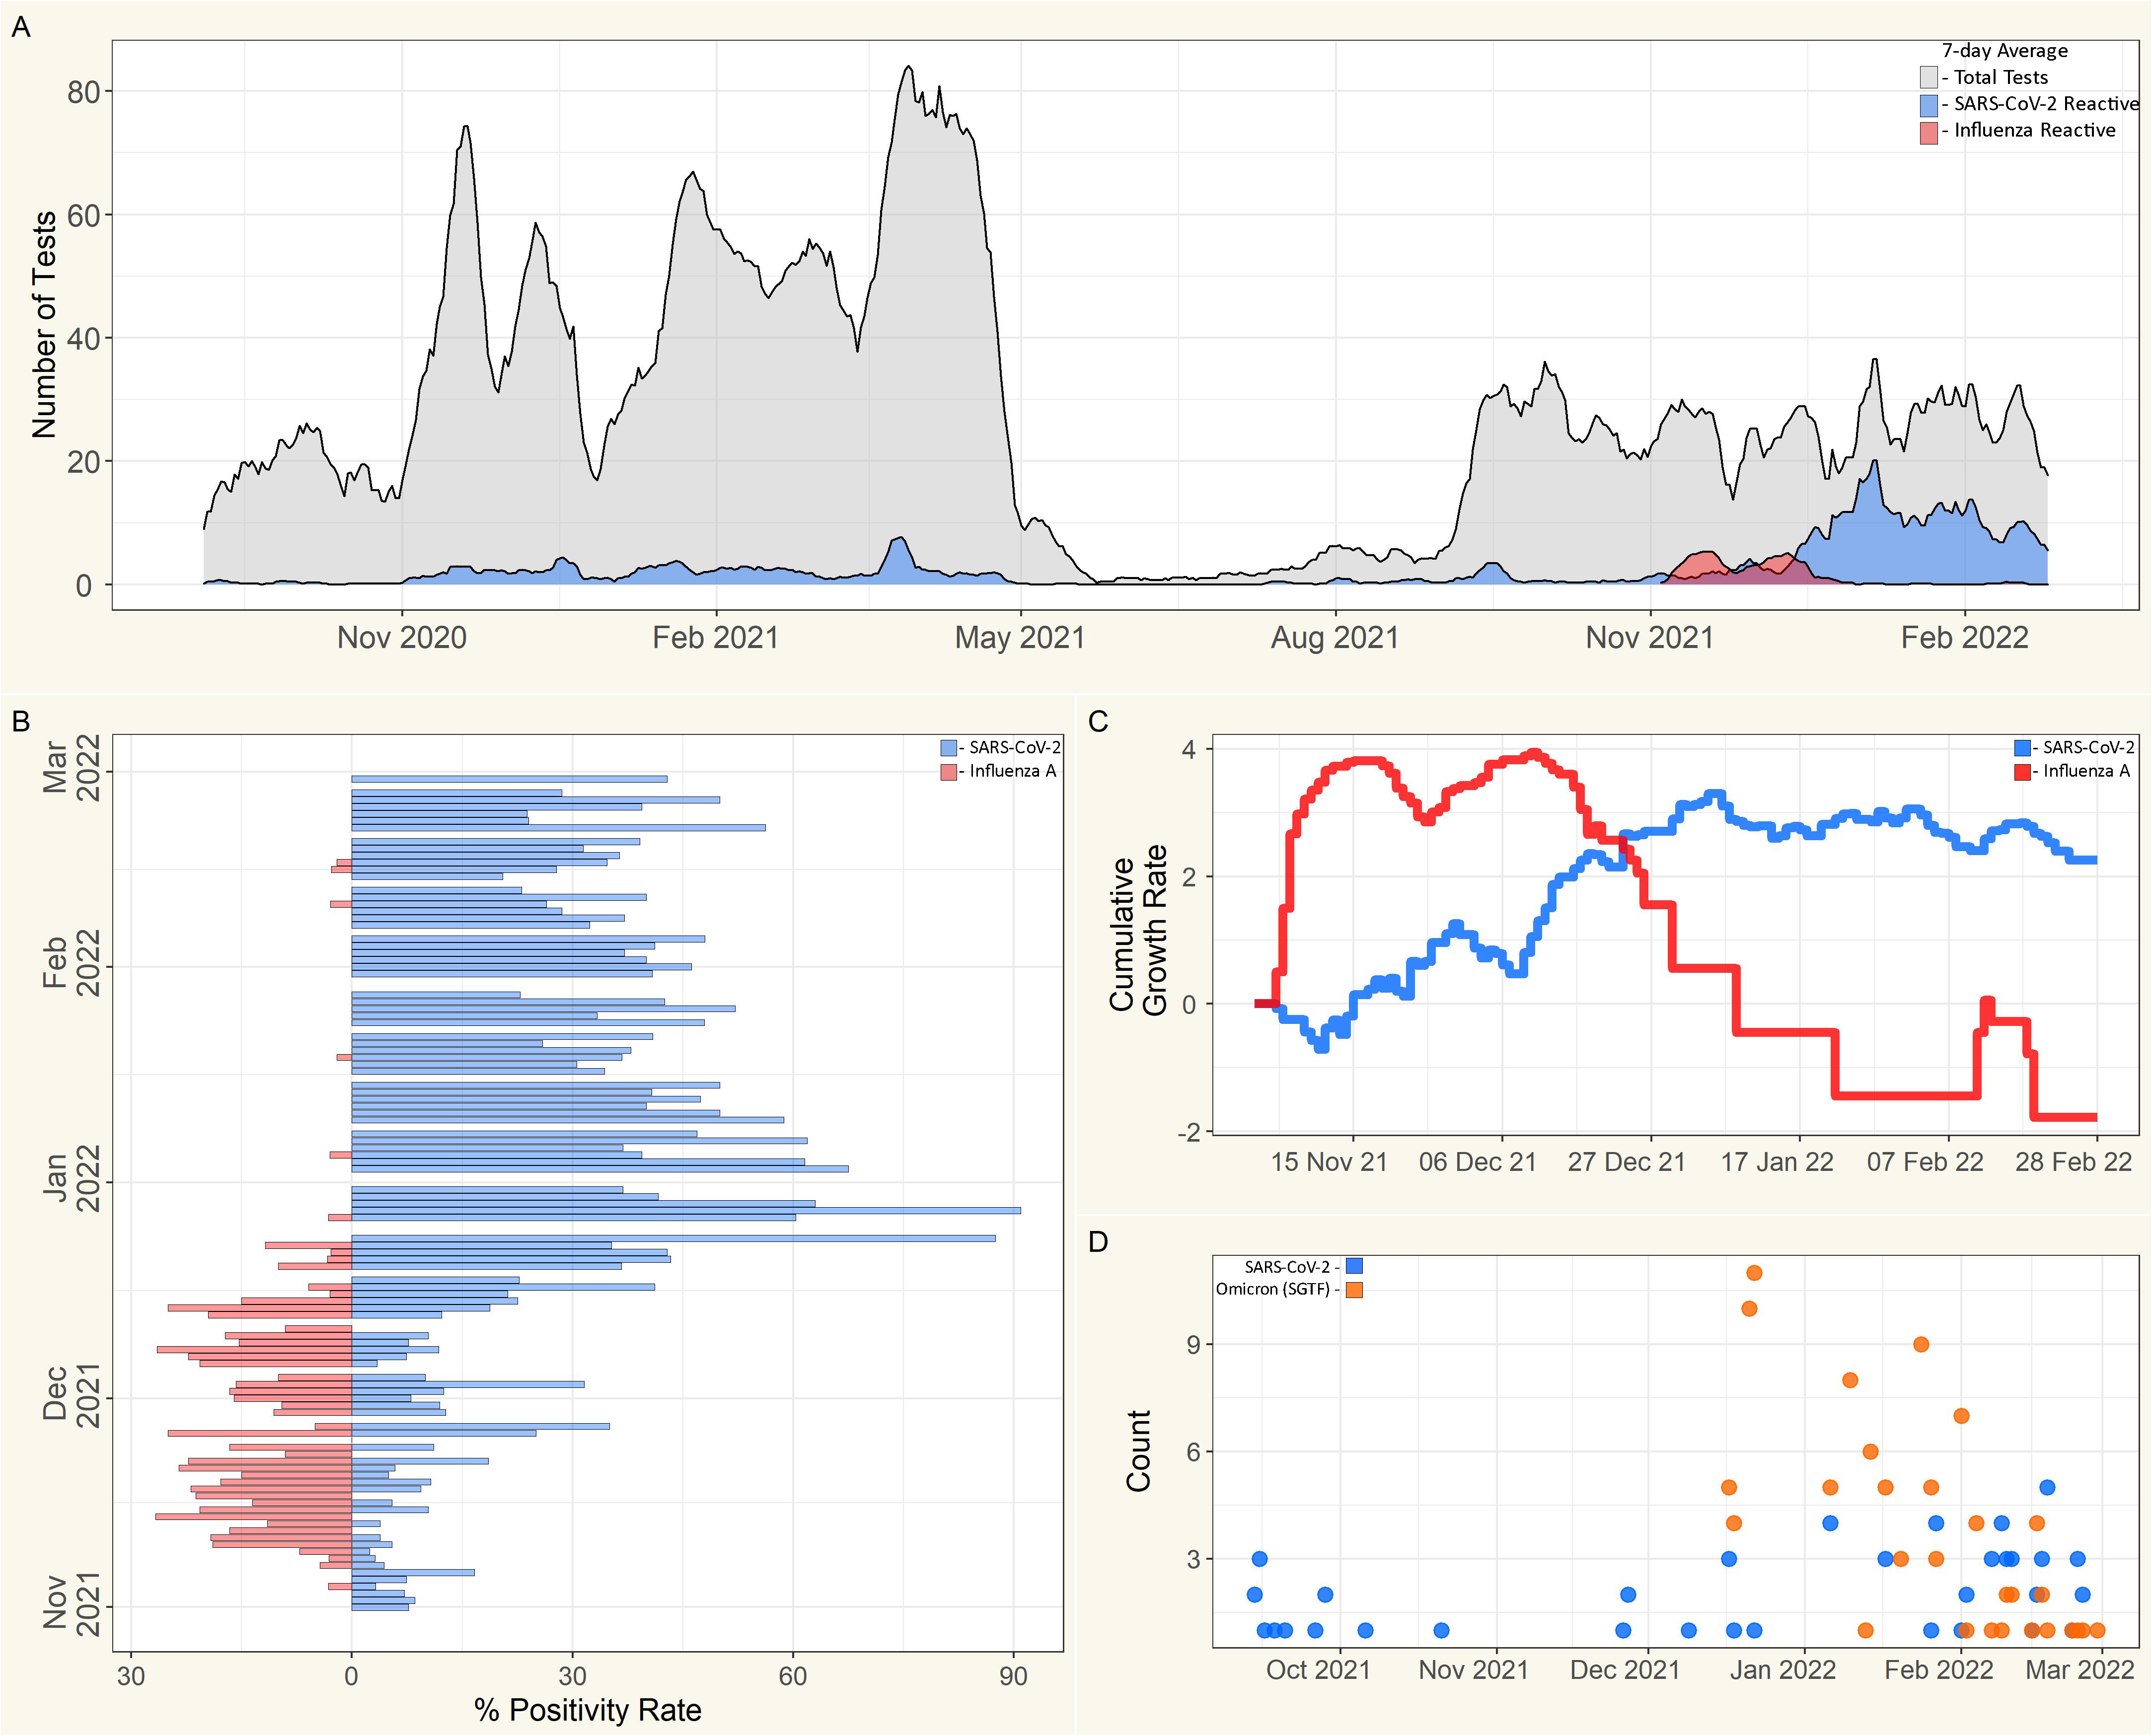 A
7-day Average
- Total Tests
- SARS-CoV-2 Reactive
- Influenza Reactive
Number of Tests
80
60
40
20
0
Nov 2020
Feb 2021
May 2021
Aug 2021
Nov 2021
Feb 2022
B
- SARS-CoV-2
- Influenza A
Mar 2022
Feb 2022
Jan 2022
Dec 2021
Nov 2021
30
0
30
60
90
% Positivity Rate
C
- SARS-CoV-2
- Influenza A
Cumulative
Growth Rate
4
2
0
-2
15 Nov 21
06 Dec 21
27 Dec 21
17 Jan 22
07 Feb 22
28 Feb 22
D
SARS-CoV-2 -
Omicron (SGTF) -
Count
9
6
3
Oct 2021
Nov 2021
Dec 2021
Jan 2022
Feb 2022
Mar 2022